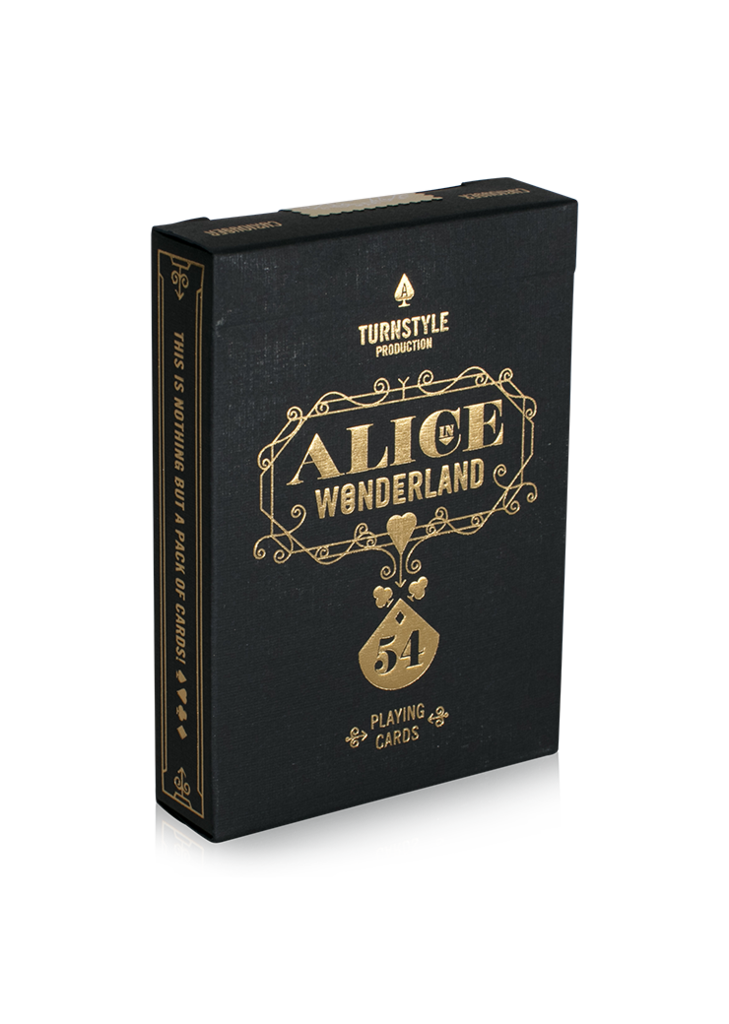 A
TURNSTYLE
PRODUCTION
ALICE
IN
WONDERLAND
54
PLAYING
CARDS
THIS IS NOTHING BUT A PACK OF CARDS!